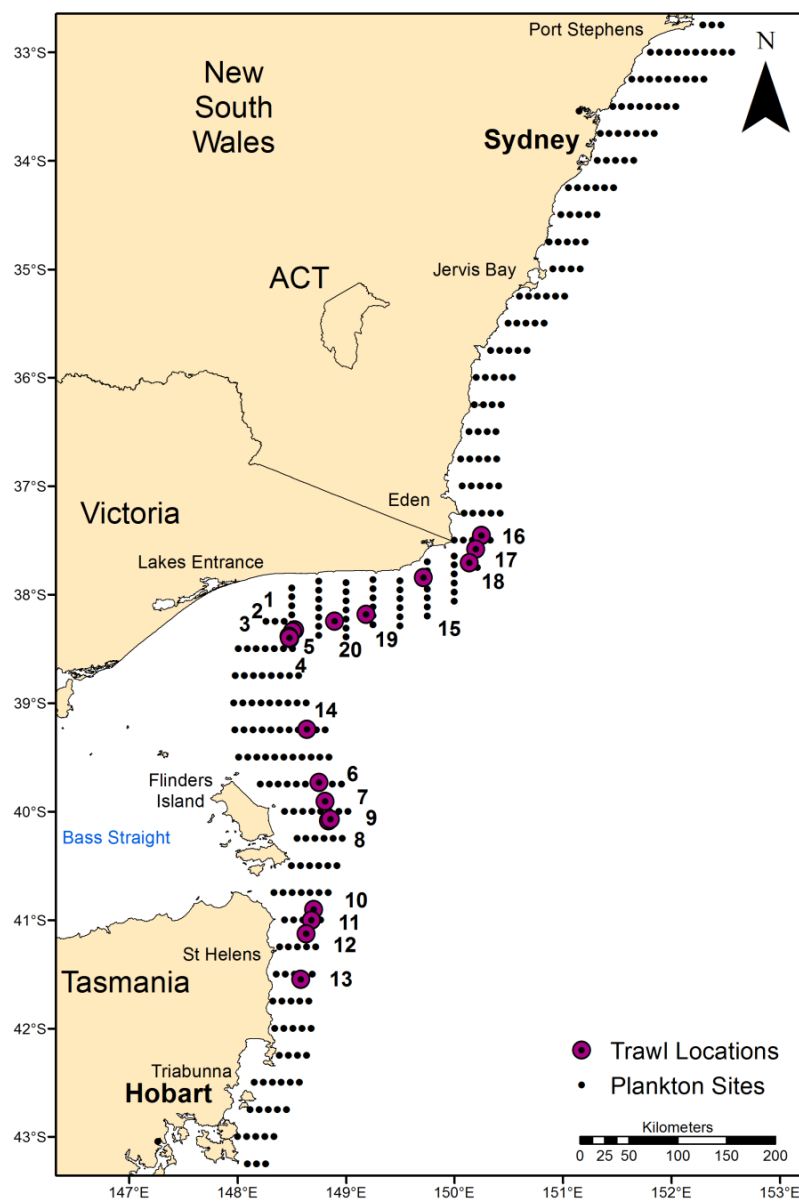 Port Stephens
N
33°S
New
South
Wales
Sydney
34°S
35°S
Jervis Bay
ACT
36°S
37°S
Eden
Victoria
16
17
Lakes Entrance
18
38°S
1
2
3
15
19
5
20
4
39°S
14
6
Flinders
Island
7
40°S
9
Bass Straight
8
10
41°S
11
12
St Helens
Tasmania
13
42°S
Trawl Locations
Triabunna
Plankton Sites
Hobart
Kilometers
43°S
0 25 50 100 150 200
147°E 148°E 149°E 150°E 151°E 152°E 153°E